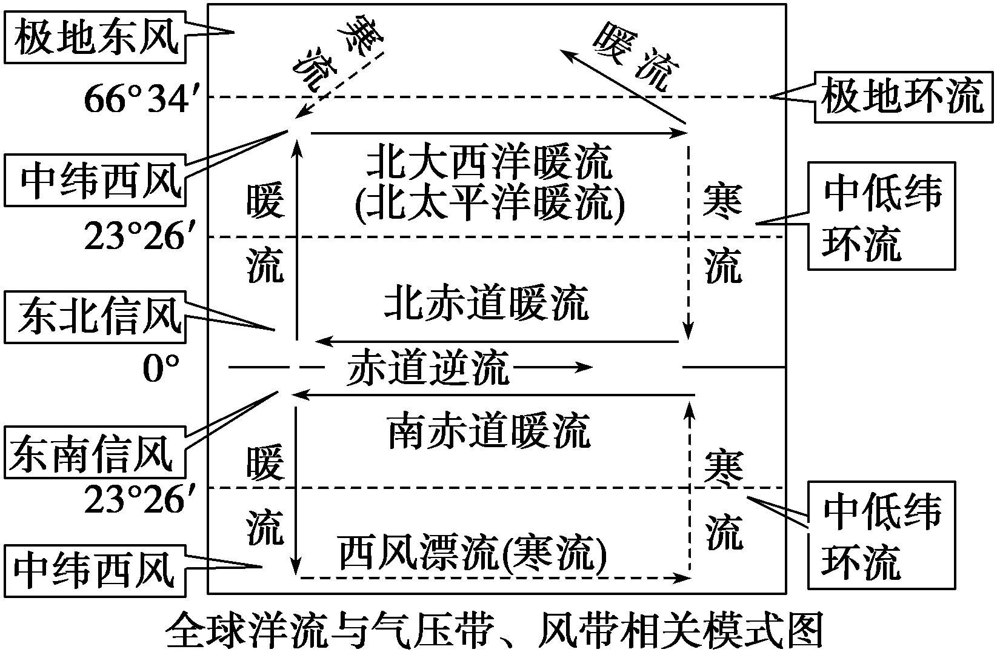 极地东风
寒流
暖流
66°34′
极地环流
中纬西风
北大西洋暖流
(北太平洋暖流)
暖流
寒流
中低纬
环流
23°26′
北赤道暖流
东北信风
0°
赤道逆流
南赤道暖流
东南信风
暖流
寒流
23°26′
中低纬
环流
西风漂流(寒流)
中纬西风
全球洋流与气压带、风带相关模式图